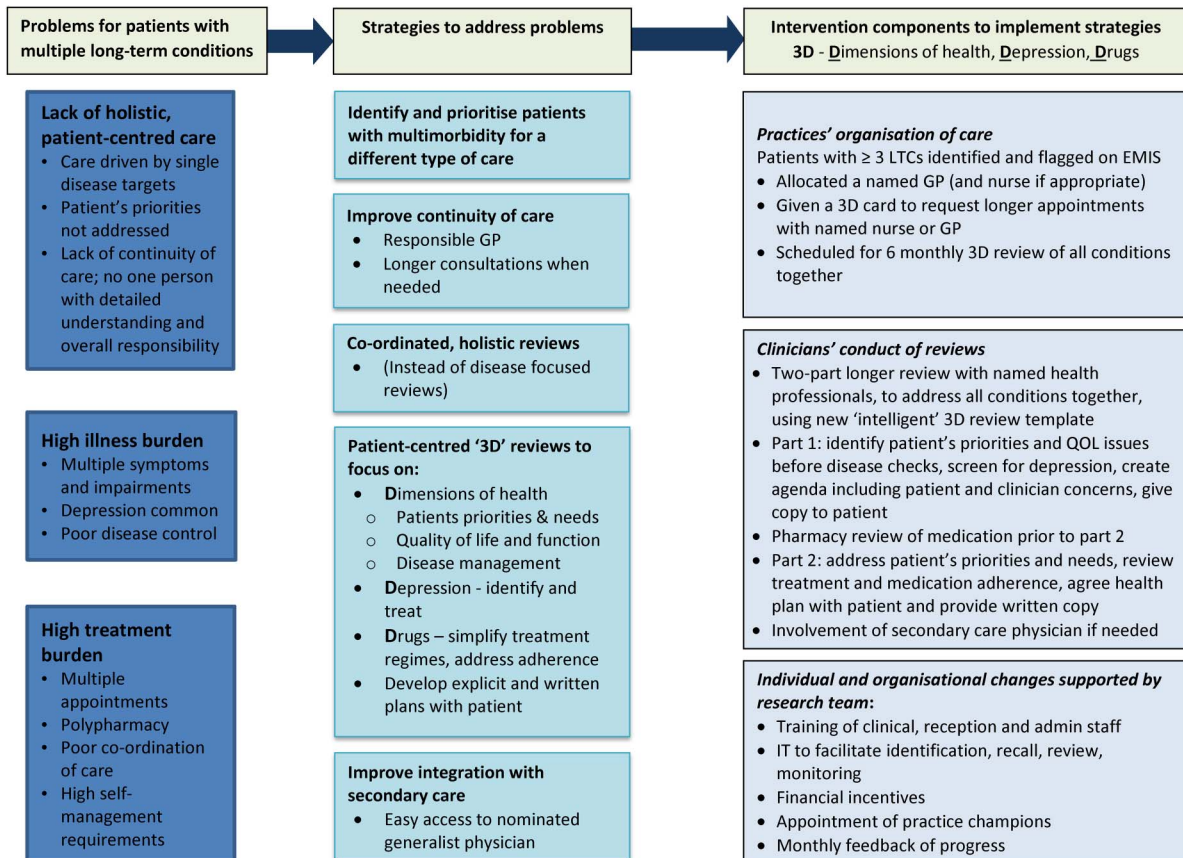 Problems for patients with
multiple long-term conditions
Strategies to address problems
Intervention components to implement strategies
3D - Dimensions of health, Depression, Drugs
Lack of holistic,
patient-centred care
• Care driven by single
disease targets
• Patient's priorities
not addressed
• Lack of continuity of
care; no one person
with detailed
understanding and
overall responsibility
High illness burden
• Multiple symptoms
and impairments
• Depression common
• Poor disease control
High treatment
burden
• Multiple
appointments
• Polypharmacy
• Poor co-ordination
of care
• High self-
management
requirements
Identify and prioritise patients
with multimorbidity for a
different type of care
Improve continuity of care
• Responsible GP
• Longer consultations when
needed
Co-ordinated, holistic reviews
• (Instead of disease focused
reviews)
Patient-centred '3D' reviews to
focus on:
• Dimensions of health
o Patients priorities & needs
o Quality of life and function
o Disease management
• Depression - identify and
treat
• Drugs – simplify treatment
regimes, address adherence
• Develop explicit and written
plans with patient
Improve integration with
secondary care
• Easy access to nominated
generalist physician
Practices' organisation of care
Patients with ≥ 3 LTCs identified and flagged on EMIS
• Allocated a named GP (and nurse if appropriate)
• Given a 3D card to request longer appointments
with named nurse or GP
• Scheduled for 6 monthly 3D review of all conditions
together
Clinicians' conduct of reviews
• Two-part longer review with named health
professionals, to address all conditions together,
using new 'intelligent' 3D review template
• Part 1: identify patient's priorities and QOL issues
before disease checks, screen for depression, create
agenda including patient and clinician concerns, give
copy to patient
• Pharmacy review of medication prior to part 2
• Part 2: address patient's priorities and needs, review
treatment and medication adherence, agree health
plan with patient and provide written copy
• Involvement of secondary care physician if needed
Individual and organisational changes supported by
research team:
• Training of clinical, reception and admin staff
• IT to facilitate identification, recall, review,
monitoring
• Financial incentives
• Appointment of practice champions
• Monthly feedback of progress